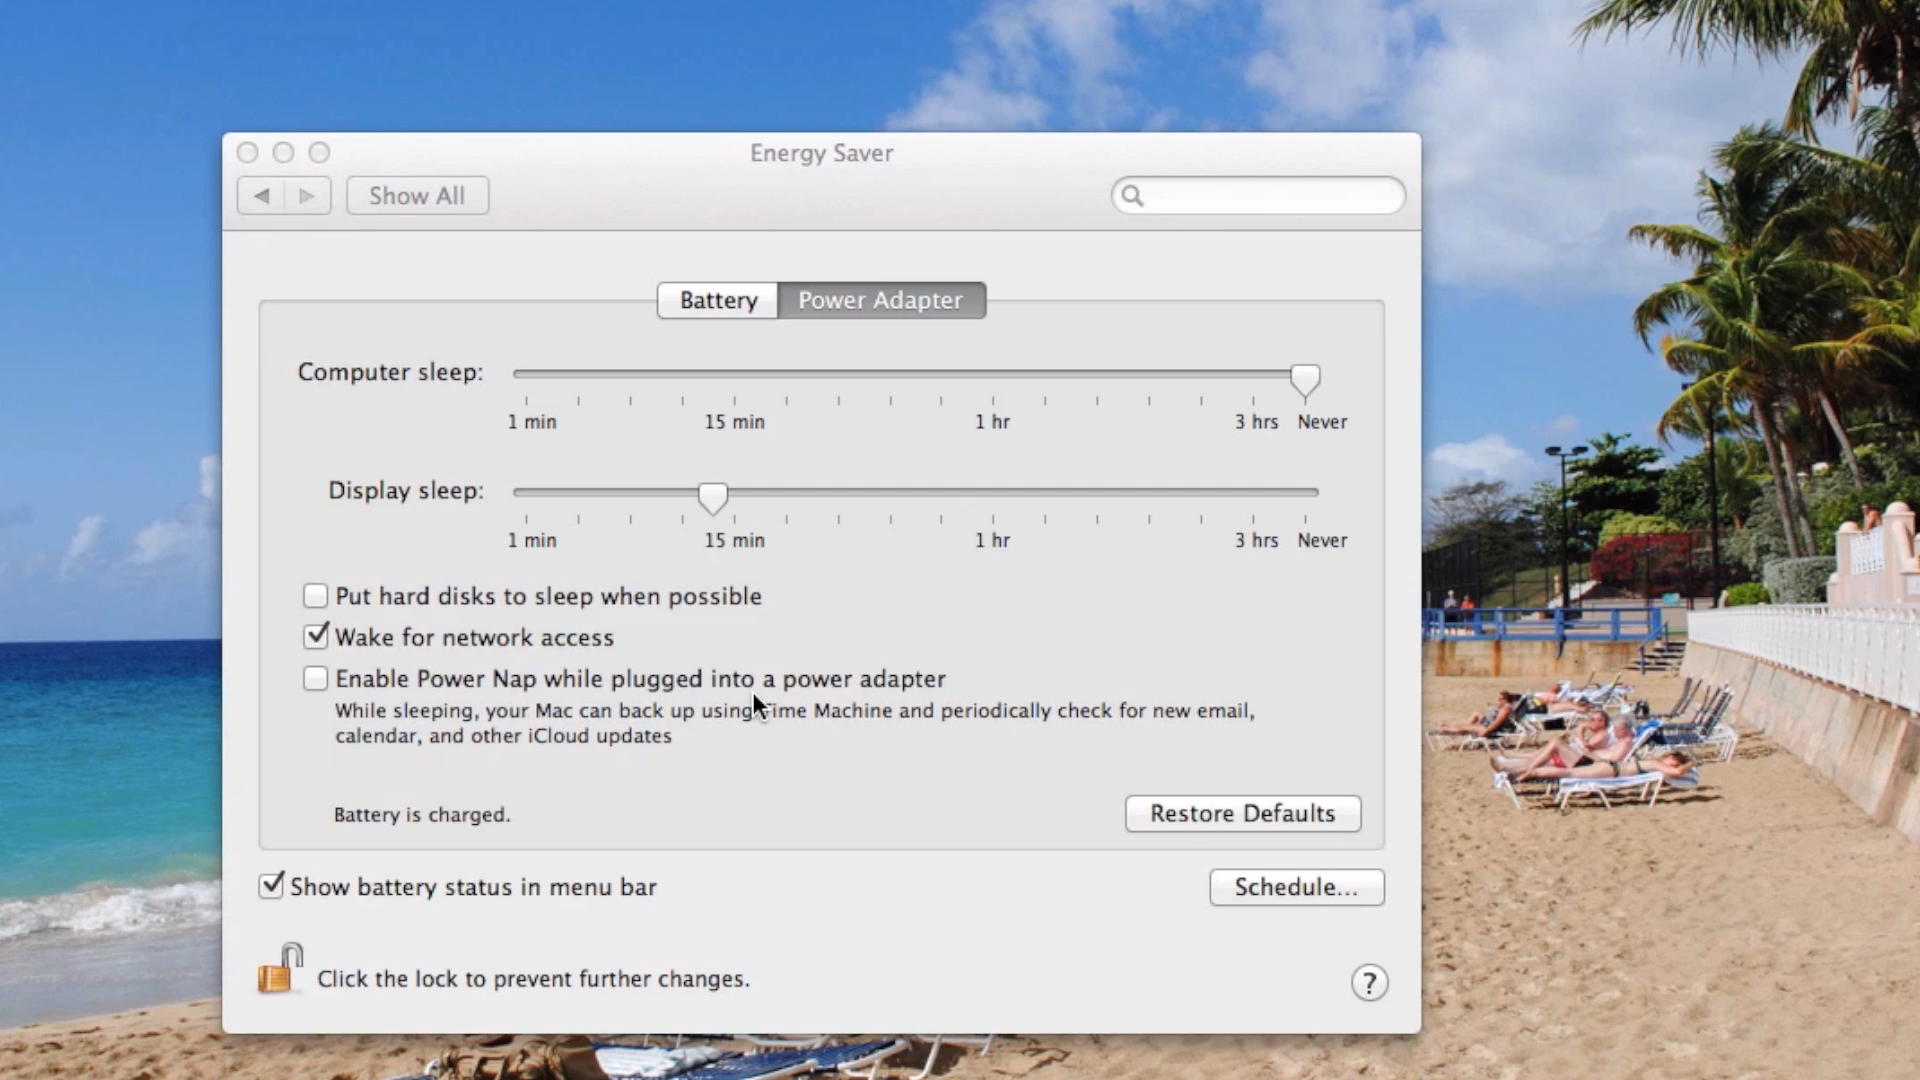 Energy Saver
Show All
Battery Power Adapter
Computer sleep:
1 min 15 min 1 hr 3 hrs Never
Display sleep:
1 min 15 min 1 hr 3 hrs Never
Put hard disks to sleep when possible
Wake for network access
Enable Power Nap while plugged into a power adapter
While sleeping, your Mac can back up using Time Machine and periodically check for new email,
calendar, and other iCloud updates
Battery is charged.
Restore Defaults
Show battery status in menu bar
Schedule...
Click the lock to prevent further changes.
?